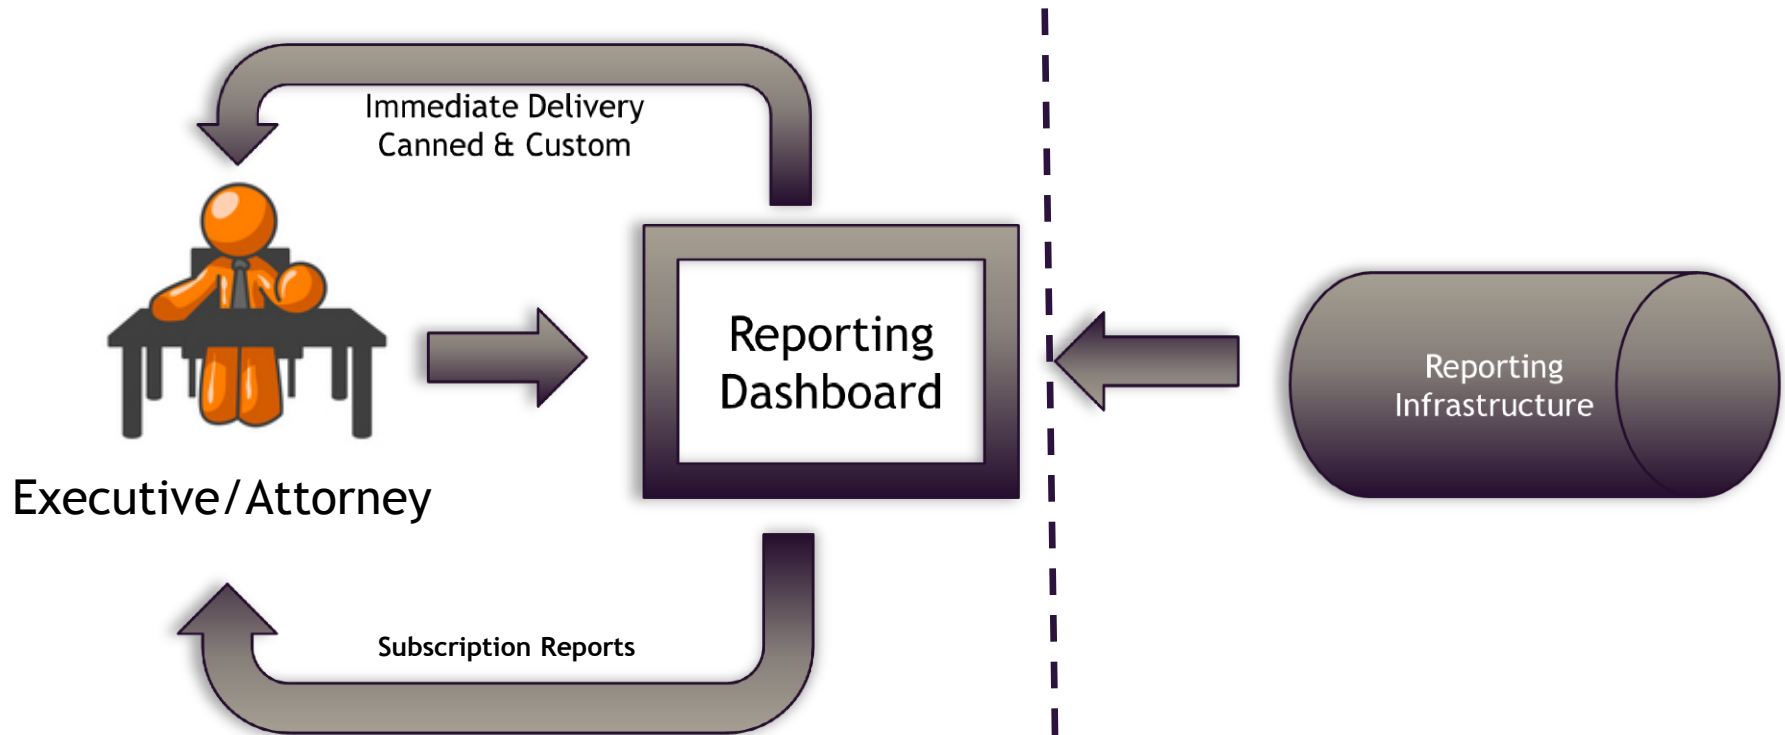 Immediate Delivery
Canned & Custom
Reporting
Dashboard
Reporting
Infrastructure
Executive/Attorney
Subscription Reports